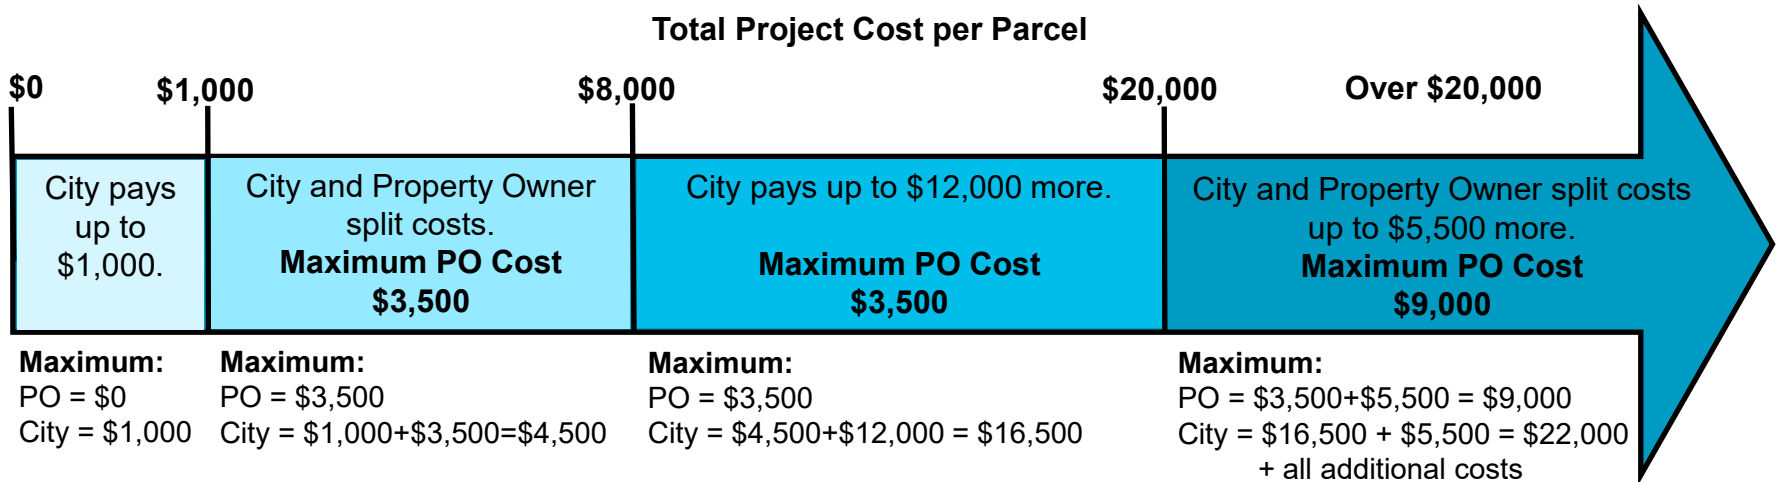 Total Project Cost per Parcel
$0
$1,000
$8,000
$20,000
Over $20,000
City pays
up to
$1,000.
City and Property Owner
split costs.
Maximum PO Cost
$3,500
City pays up to $12,000 more.
Maximum PO Cost
$3,500
City and Property Owner split costs
up to $5,500 more.
Maximum PO Cost
$9,000
Maximum:
PO = $0
City = $1,000
Maximum:
PO = $3,500
City = $1,000+$3,500=$4,500
Maximum:
PO = $3,500
City = $4,500+$12,000 = $16,500
Maximum:
PO = $3,500+$5,500 = $9,000
City = $16,500 + $5,500 = $22,000
+ all additional costs